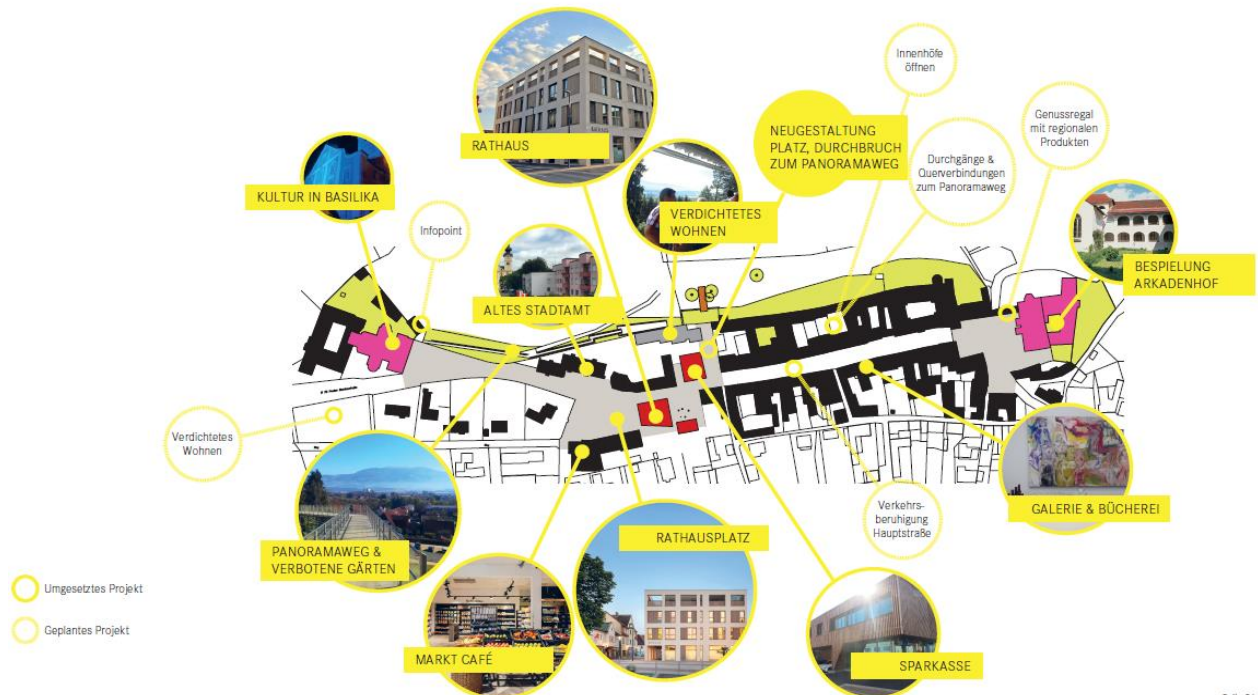 RATHAUS
KULTUR IN BASILIKA
Infopoint
ALTES STADTAMT
VERDICHTETES
WOHNEN
NEUGESTALTUNG
PLATZ, DURCHBRUCH
ZUM PANORAMAWEG
Innenhöfe
öffnen
Durchgänge &
Querverbindungen
zum Panoramaweg
Genussregal
mit regionalen
Produkten
BESPIELUNG
ARKADENHOF
Verdichtetes
Wohnen
PANORAMAWEG &
VERBOTENE GÄRTEN
MARKT CAFÉ
RATHAUSPLATZ
SPARKASSE
Verkehrs-
beruhigung
Hauptstraße
GALERIE & BÜCHEREI
Umgesetztes Projekt
Geplantes Projekt